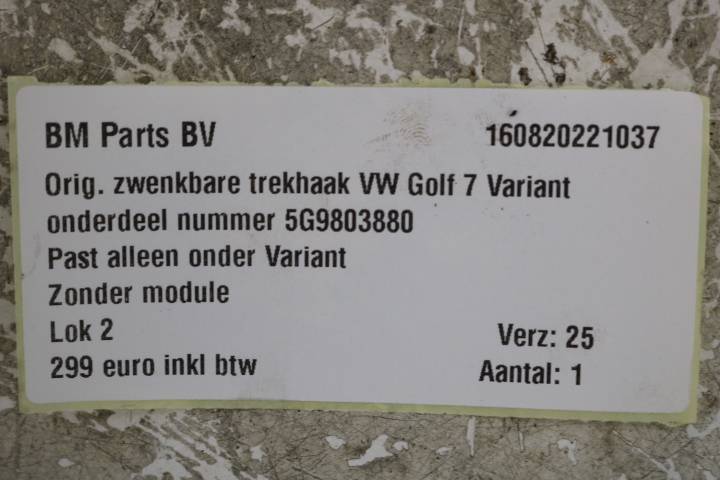 BM Parts BV 160820221037
Orig. zwenkbare trekhaak VW Golf 7 Variant
onderdeel nummer 5G9803880
Past alleen onder Variant
Zonder module
Lok 2 Verz: 25
299 euro inkl btw Aantal: 1